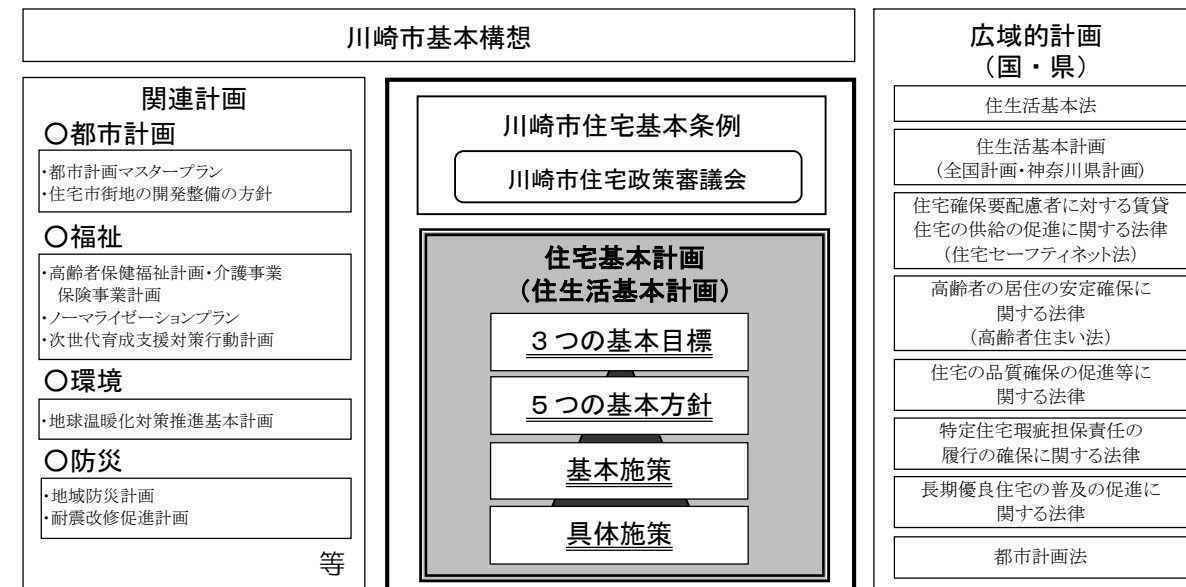 川崎市基本構想
関連計画
○都市計画
・都市計画マスタープラン
・住宅市街地の開発整備の方針
○福祉
・高齢者保健福祉計画・介護事業
保険事業計画
・ノーマライゼーションプラン
・次世代育成支援対策行動計画
○環境
・地球温暖化対策推進基本計画
○防災
・地域防災計画
・耐震改修促進計画
等
川崎市住宅基本条例
川崎市住宅政策審議会
住宅基本計画
（住生活基本計画）
３つの基本目標
５つの基本方針
基本施策
具体施策
広域的計画
（国・県）
住生活基本法
住生活基本計画
（全国計画・神奈川県計画）
住宅確保要配慮者に対する賃貸
住宅の供給の促進に関する法律
（住宅セーフティネット法）
高齢者の居住の安定確保に
関する法律
（高齢者住まい法）
住宅の品質確保の促進等に
関する法律
特定住宅瑕疵担保責任の
履行の確保に関する法律
長期優良住宅の普及の促進に
関する法律
都市計画法